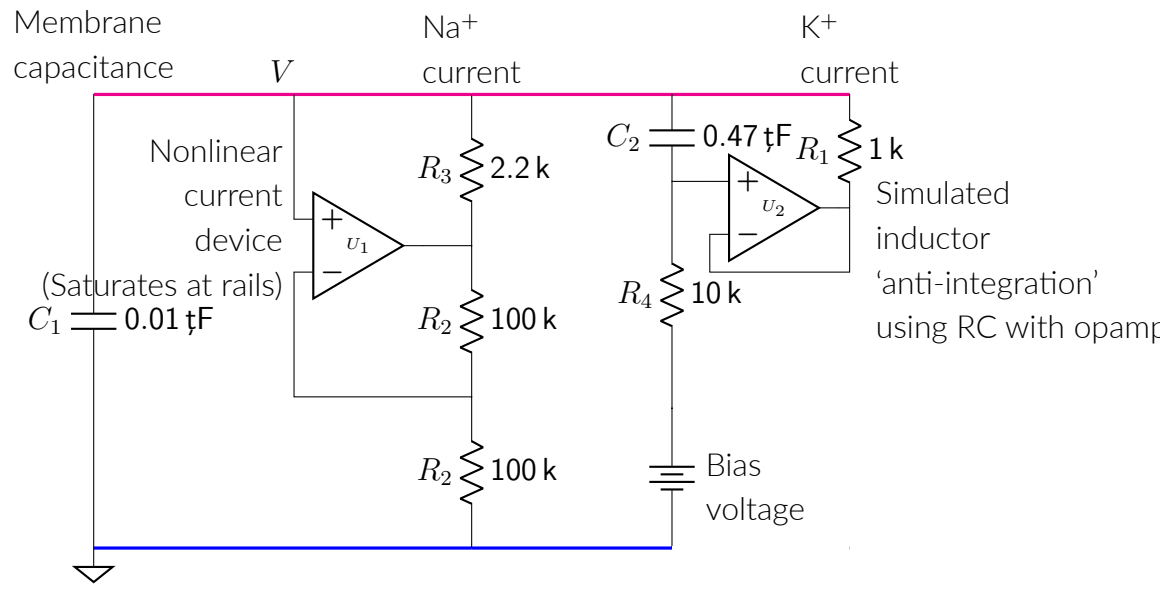 Membrane
capacitance
V
Na⁺
current
K⁺
current
Nonlinear
current
device
(Saturates at rails)
C₁ 0.01 ţF
+
−
U₁
R₃ 2.2 k
R₂ 100 k
R₂ 100 k
C₂ 0.47 ţF
R₁ 1 k
+
−
U₂
R₄ 10 k
Simulated
inductor
‘anti-integration’
using RC with opamp
Bias
voltage